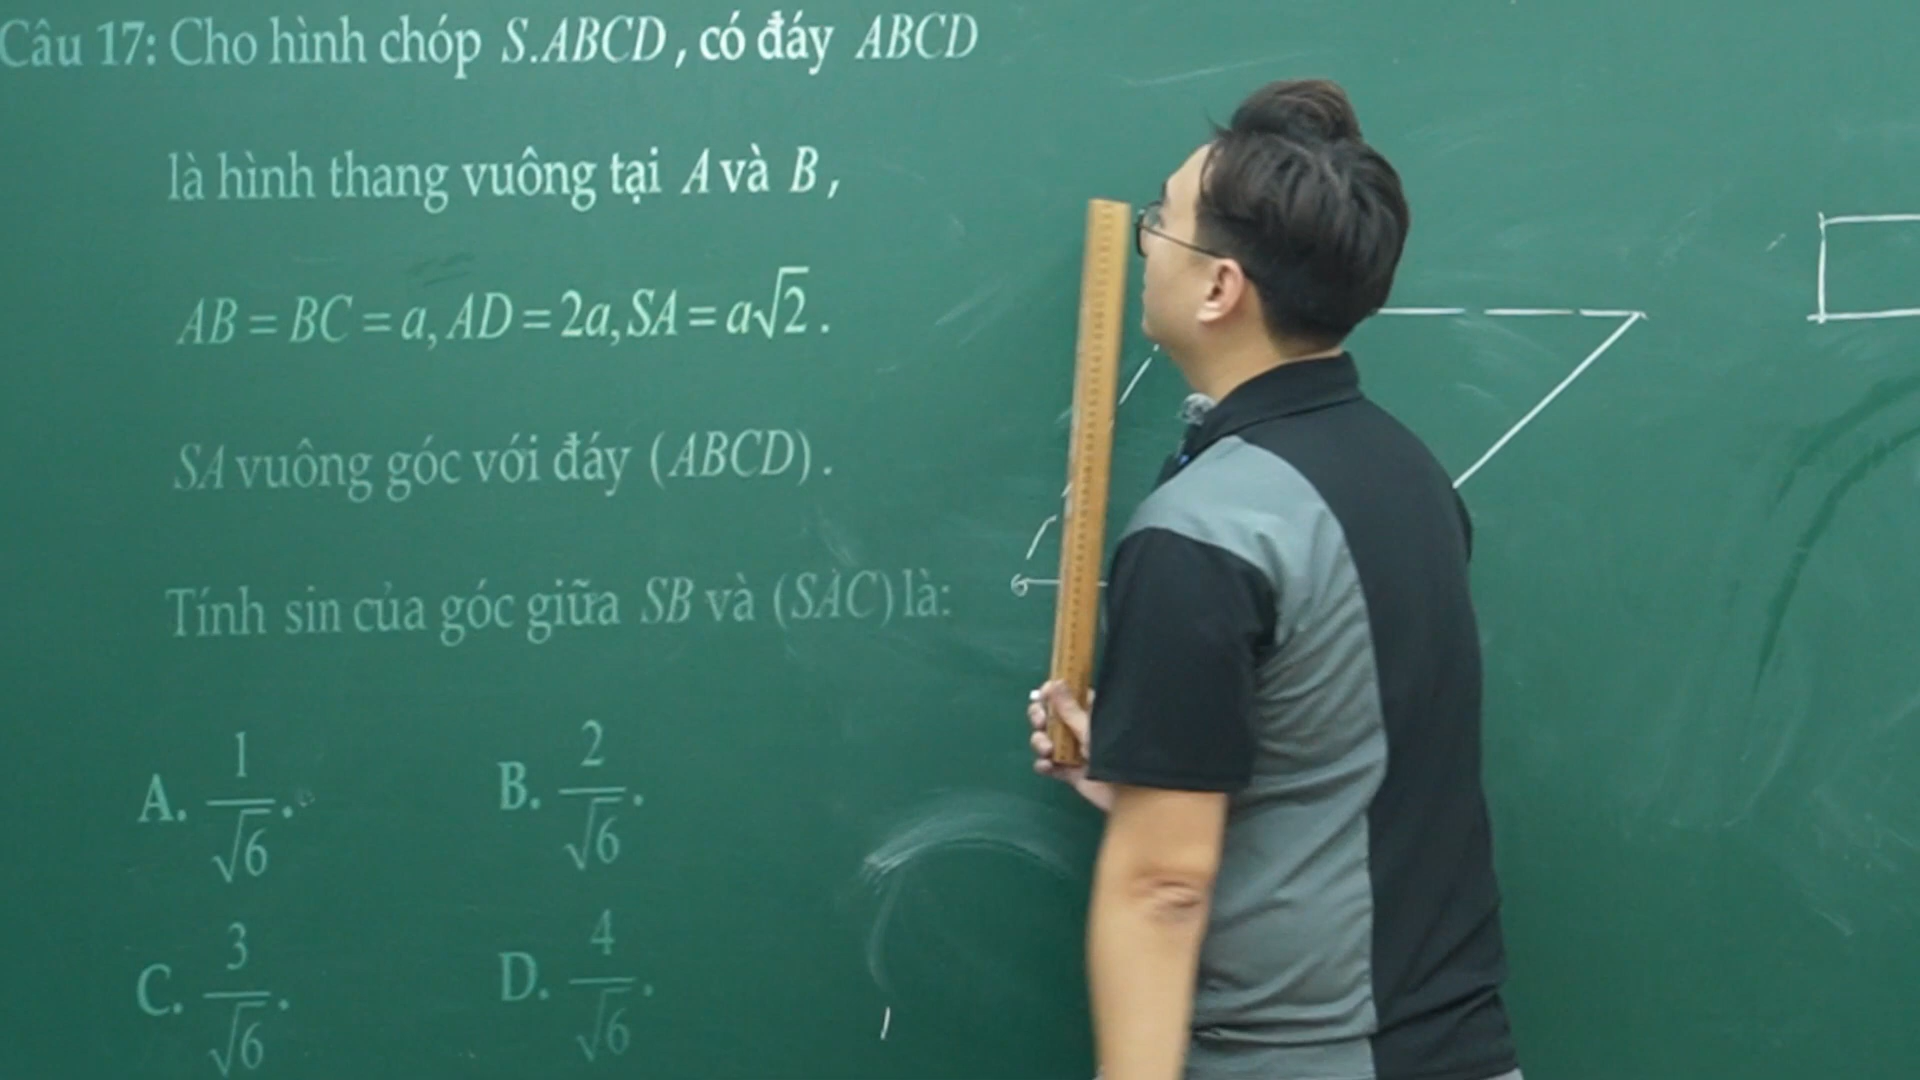 Câu 17: Cho hình chóp S.ABCD, có đáy ABCD
là hình thang vuông tại A và B,
AB = BC = a, AD = 2a, SA = a√2.
SA vuông góc với đáy (ABCD).
Tính sin của góc giữa SB và (SAC) là:
A. 1/√6. B. 2/√6.
C. 3/√6. D. 4/√6.